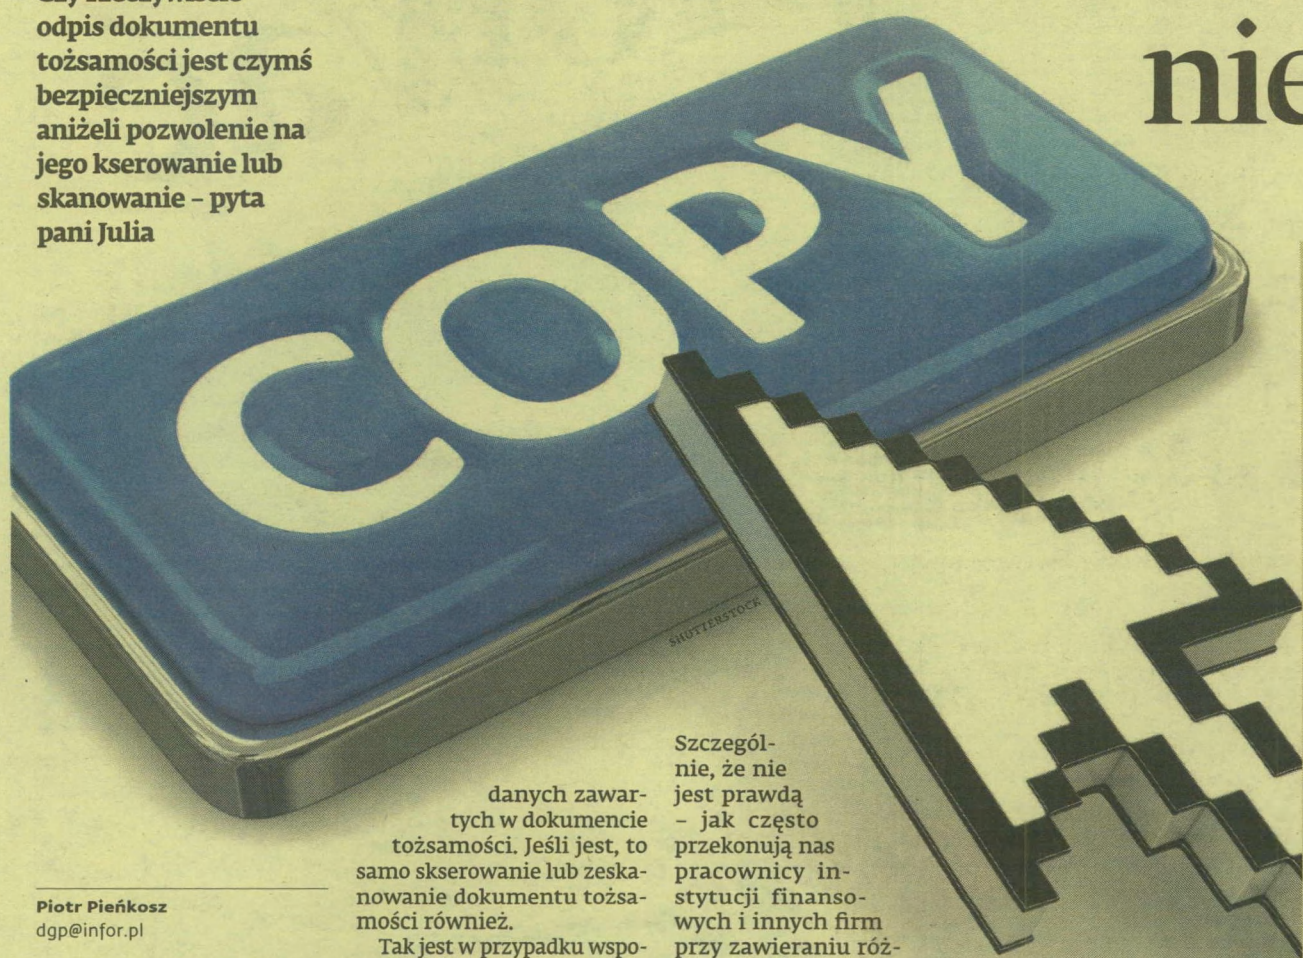 odpis dokumentu
tożsamości jest czymś
bezpieczniejszym
aniżeli pozwolenie na
jego kserowanie lub
skanowanie – pyta
pani Julia
nie
COPY
SHUTTERSTOCK
Piotr Pieńkosz
dgp@infor.pl
danych zawar-
tych w dokumencie
tożsamości. Jeśli jest, to
samo skserowanie lub zeska-
nowanie dokumentu tożsa-
mości również.
Tak jest w przypadku wspo-
Szczegól-
nie, że nie
jest prawdą
– jak często
przekonują nas
pracownicy in-
stytucji finanso-
wych i innych firm
przy zawieraniu róż-